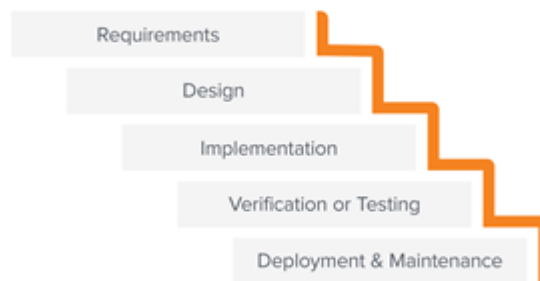 Requirements
Design
Implementation
Verification or Testing
Deployment & Maintenance